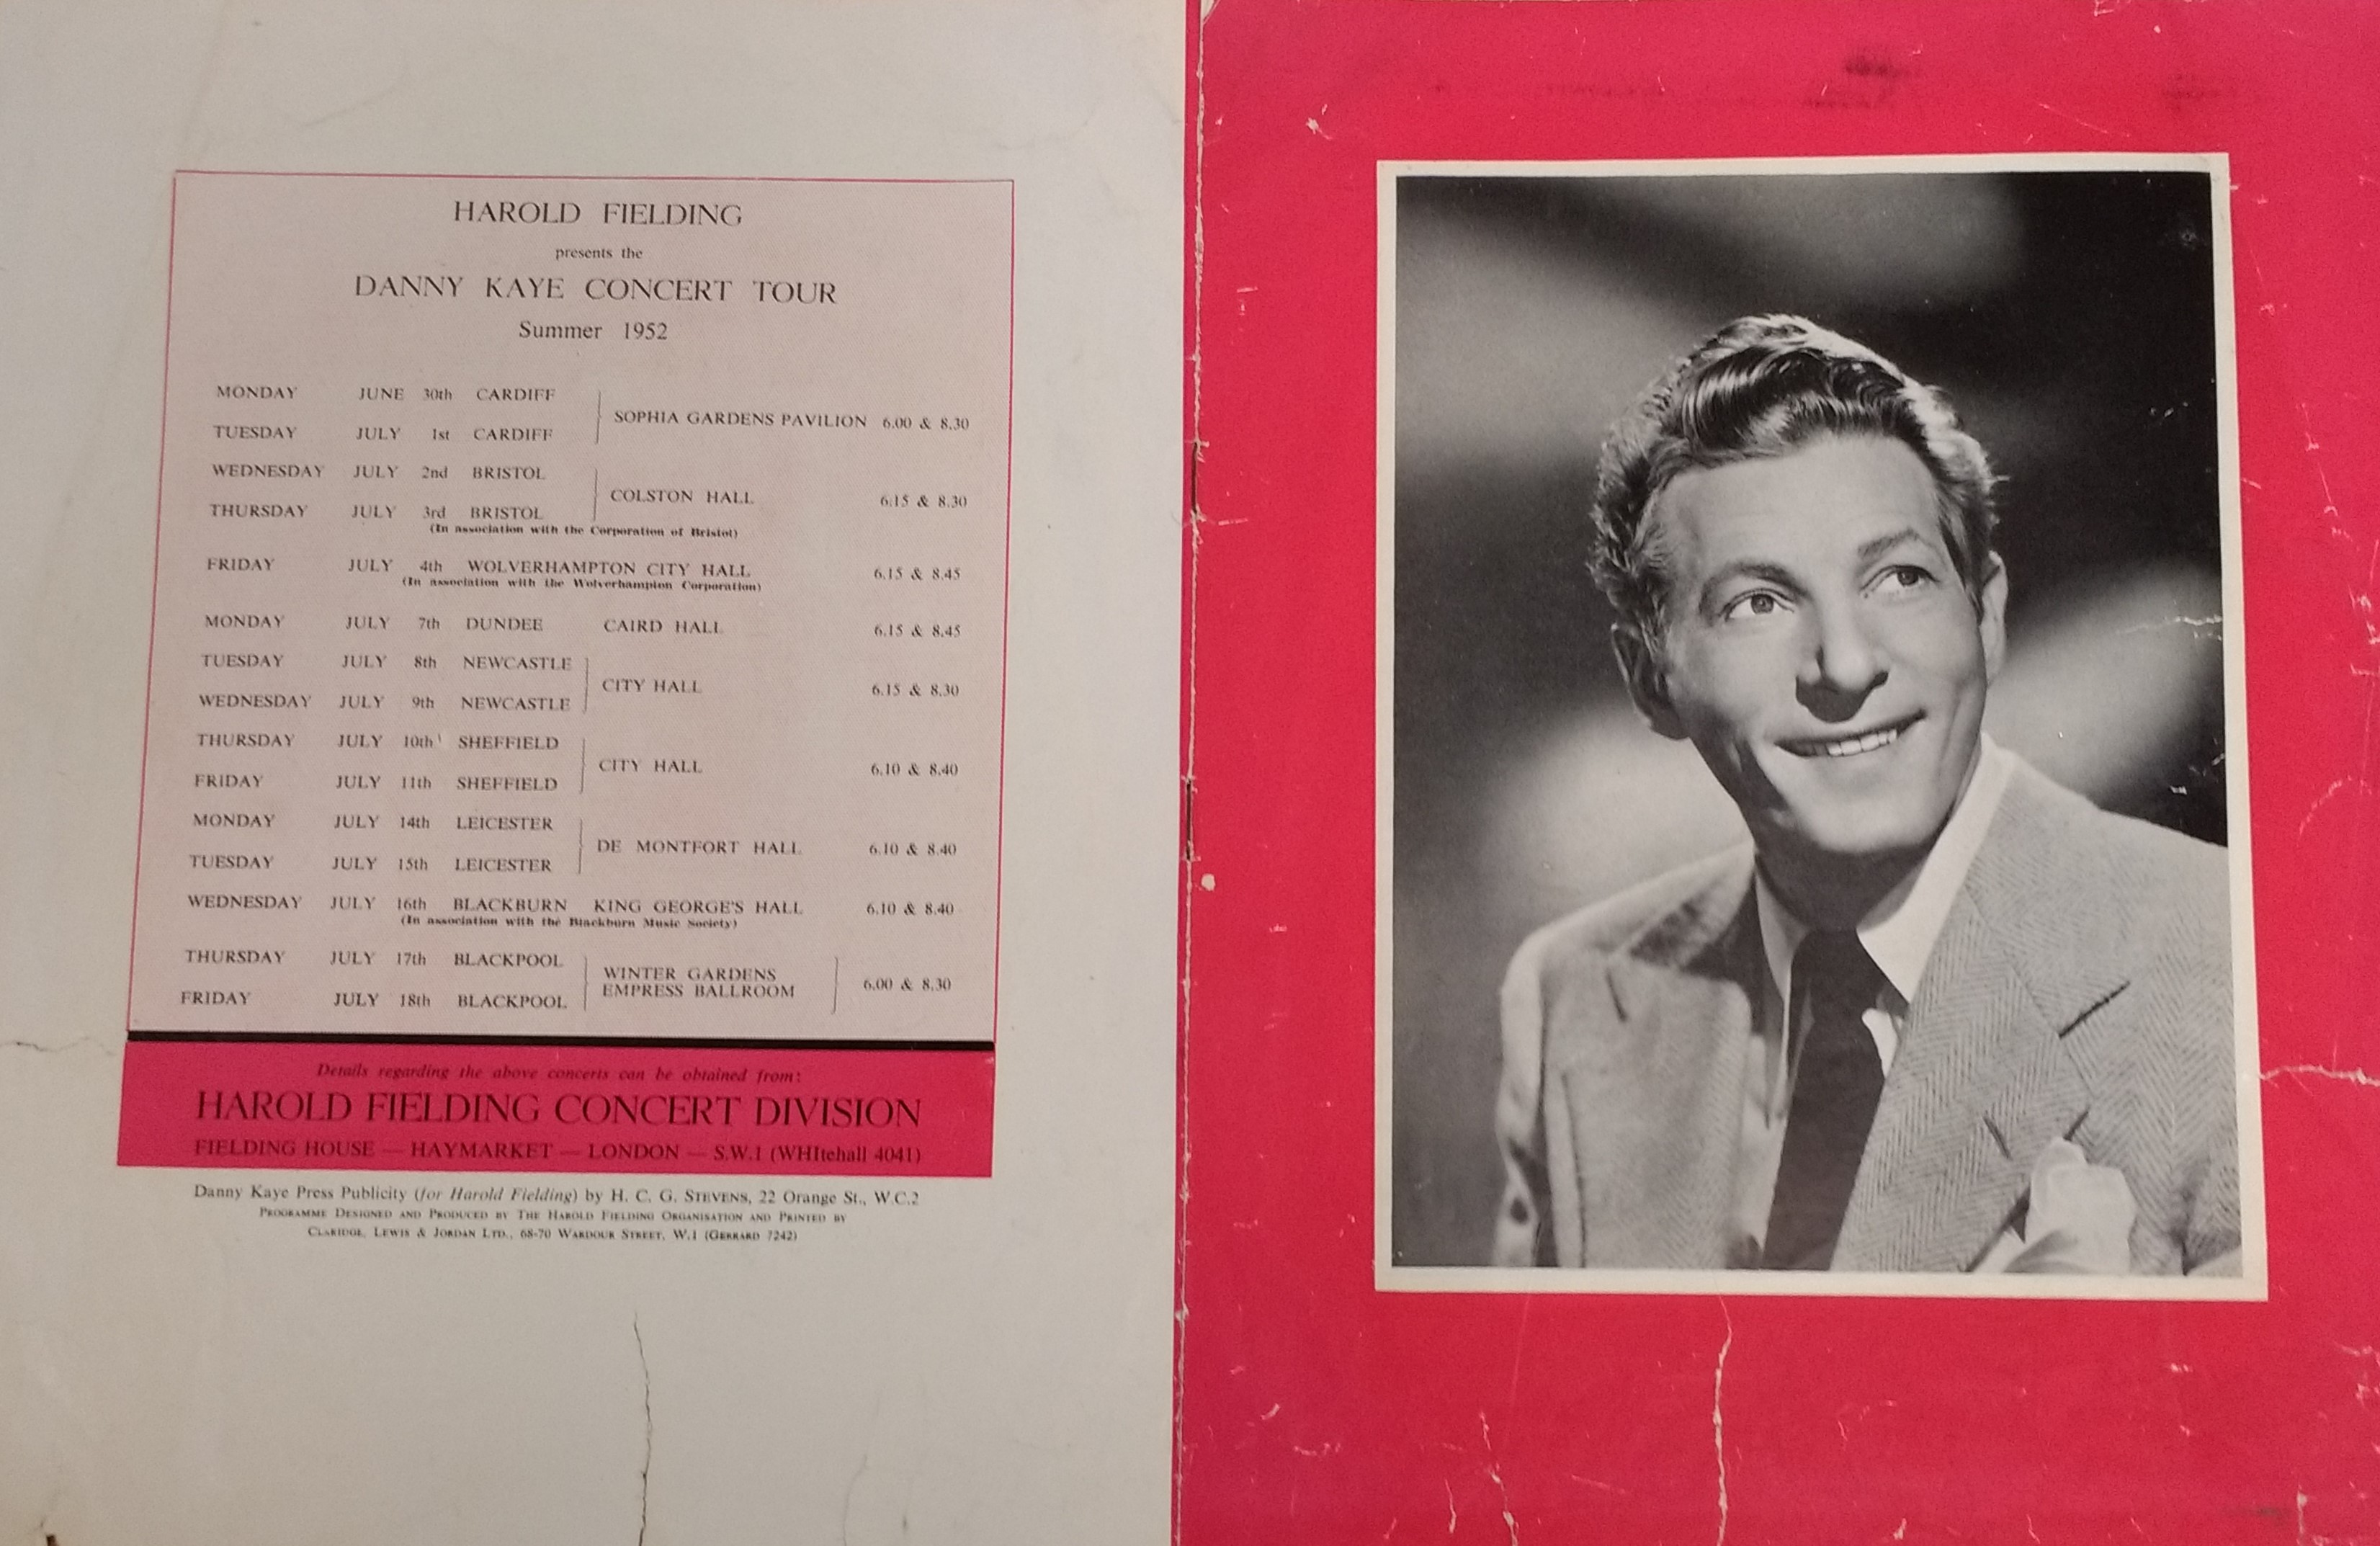 HAROLD FIELDING
presents the
DANNY KAYE CONCERT TOUR
Summer 1952
MONDAY JUNE 30th CARDIFF
SOPHIA GARDENS PAVILION 6.00 & 8.30
TUESDAY JULY 1st CARDIFF
WEDNESDAY JULY 2nd BRISTOL
COLSTON HALL 6.15 & 8.30
THURSDAY JULY 3rd BRISTOL
(In association with the Corporation of Bristol)
FRIDAY JULY 4th WOLVERHAMPTON CITY HALL 6.15 & 8.45
(In association with the Wolverhampton Corporation)
MONDAY JULY 7th DUNDEE CAIRD HALL 6.15 & 8.45
TUESDAY JULY 8th NEWCASTLE
CITY HALL 6.15 & 8.30
WEDNESDAY JULY 9th NEWCASTLE
THURSDAY JULY 10th SHEFFIELD
CITY HALL 6.10 & 8.40
FRIDAY JULY 11th SHEFFIELD
MONDAY JULY 14th LEICESTER
DE MONTFORT HALL 6.10 & 8.40
TUESDAY JULY 15th LEICESTER
WEDNESDAY JULY 16th BLACKBURN KING GEORGE'S HALL 6.10 & 8.40
(In association with the Blackburn Music Society)
THURSDAY JULY 17th BLACKPOOL
WINTER GARDENS
EMPRESS BALLROOM 6.00 & 8.30
FRIDAY JULY 18th BLACKPOOL
Details regarding the above concerts can be obtained from:
HAROLD FIELDING CONCERT DIVISION
FIELDING HOUSE — HAYMARKET — LONDON — S.W.1 (WHItehall 4041)
Danny Kaye Press Publicity (for Harold Fielding) by H. C. G. STEVENS, 22 Orange St., W.C.2
PROGRAMME DESIGNED AND PRODUCED BY THE HAROLD FIELDING ORGANISATION AND PRINTED BY
CLARIDGE, LEWIS & JORDAN LTD., 68-70 WARDOUR STREET, W.1 (GERRARD 7242)